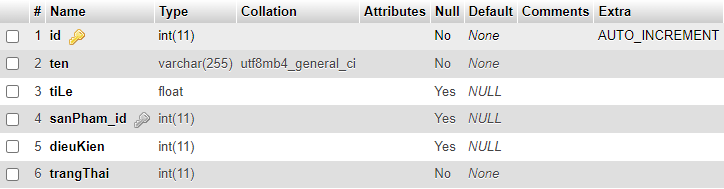 # Name Type Collation Attributes Null Default Comments Extra
1 id int(11) No None AUTO_INCREMENT
2 ten varchar(255) utf8mb4_general_ci No None
3 tiLe float Yes NULL
4 sanPham_id int(11) Yes NULL
5 dieuKien int(11) Yes NULL
6 trangThai int(11) No None